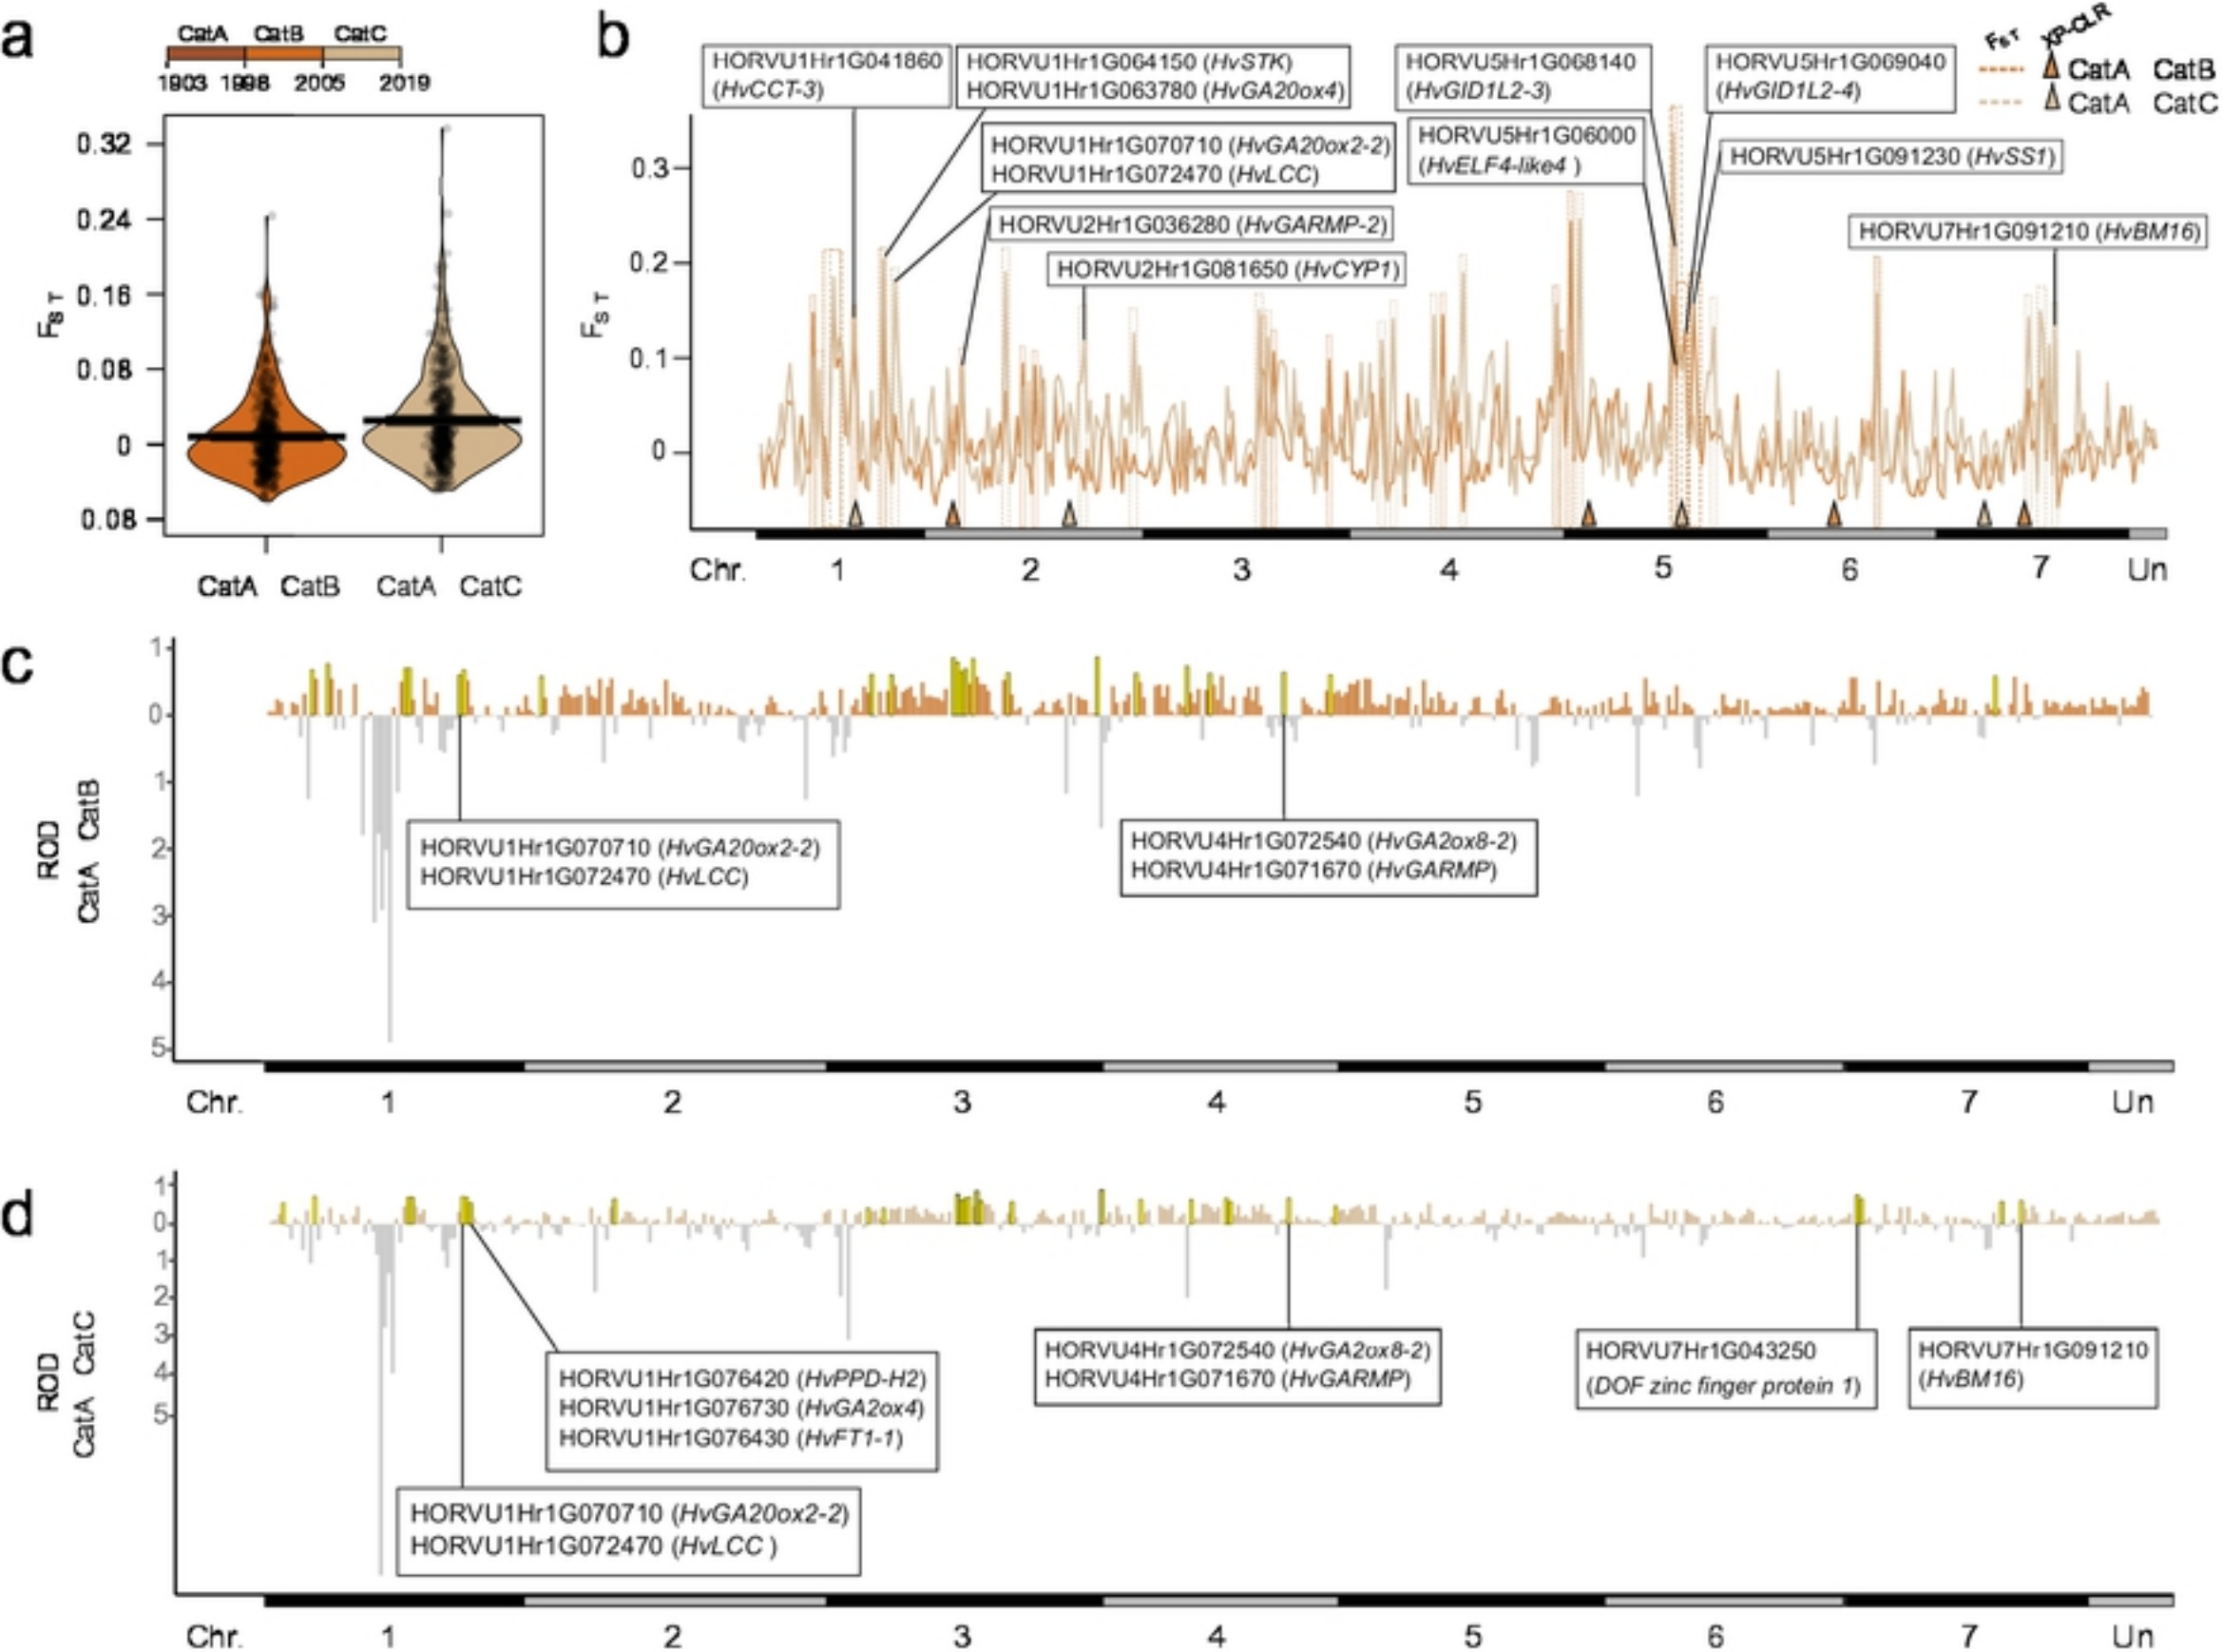 a
CatA CatB CatC
1903 1998 2005 2019
0.32
0.24
0.16
0.08
0
0.08
FST
CatA CatB CatA CatC
b
HORVU1Hr1G041860
(HvCCT-3)
HORVU1Hr1G064150 (HvSTK)
HORVU1Hr1G063780 (HvGA20ox4)
HORVU1Hr1G070710 (HvGA20ox2-2)
HORVU1Hr1G072470 (HvLCC)
HORVU2Hr1G036280 (HvGARMP-2)
HORVU2Hr1G081650 (HvCYP1)
HORVU5Hr1G068140
(HvGID1L2-3)
HORVU5Hr1G06000
(HvELF4-like4 )
HORVU5Hr1G069040
(HvGID1L2-4)
HORVU5Hr1G091230 (HvSS1)
HORVU7Hr1G091210 (HvBM16)
FST XP-CLR
CatA CatB
CatA CatC
0.3
0.2
0.1
0
FST
Chr. 1 2 3 4 5 6 7 Un
c
1
0
1
2
3
4
5
ROD
CatA CatB
HORVU1Hr1G070710 (HvGA20ox2-2)
HORVU1Hr1G072470 (HvLCC)
HORVU4Hr1G072540 (HvGA2ox8-2)
HORVU4Hr1G071670 (HvGARMP)
Chr. 1 2 3 4 5 6 7 Un
d
1
0
1
2
3
4
5
ROD
CatA CatC
HORVU1Hr1G076420 (HvPPD-H2)
HORVU1Hr1G076730 (HvGA2ox4)
HORVU1Hr1G076430 (HvFT1-1)
HORVU1Hr1G070710 (HvGA20ox2-2)
HORVU1Hr1G072470 (HvLCC )
HORVU4Hr1G072540 (HvGA2ox8-2)
HORVU4Hr1G071670 (HvGARMP)
HORVU7Hr1G043250
(DOF zinc finger protein 1)
HORVU7Hr1G091210
(HvBM16)
Chr. 1 2 3 4 5 6 7 Un